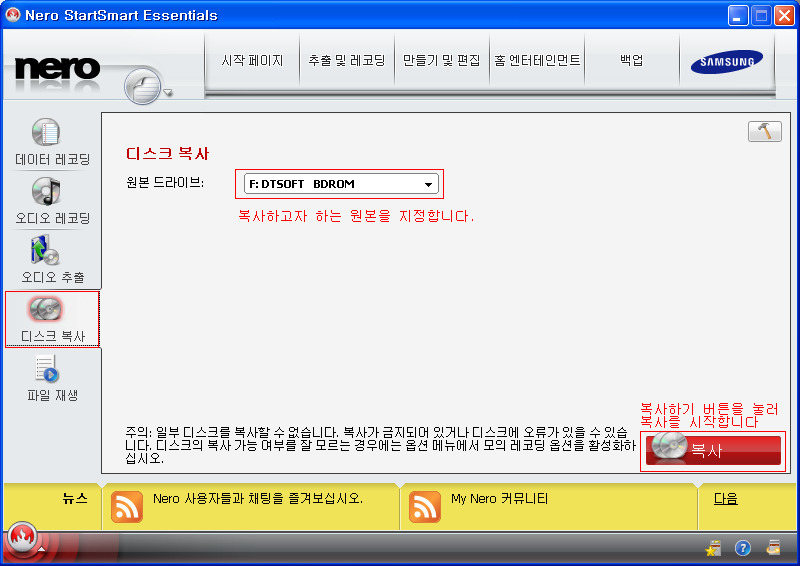 Nero StartSmart Essentials
nero
시작 페이지
추출 및 레코딩
만들기 및 편집
홈 엔터테인먼트
백업
SAMSUNG
데이터 레코딩
오디오 레코딩
오디오 추출
디스크 복사
파일 재생
디스크 복사
원본 드라이브:
F: DTSOFT BDROM
복사하고자 하는 원본을 지정합니다.
복사하기 버튼을 눌러
복사를 시작합니다
주의: 일부 디스크를 복사할 수 없습니다. 복사가 금지되어 있거나 디스크에 오류가 있을 수 있습
니다. 디스크의 복사 가능 여부를 잘 모르는 경우에는 옵션 메뉴에서 모의 레코딩 옵션을 활성화하
십시오.
복사
뉴스
Nero 사용자들과 채팅을 즐겨보십시오.
My Nero 커뮤니티
다음